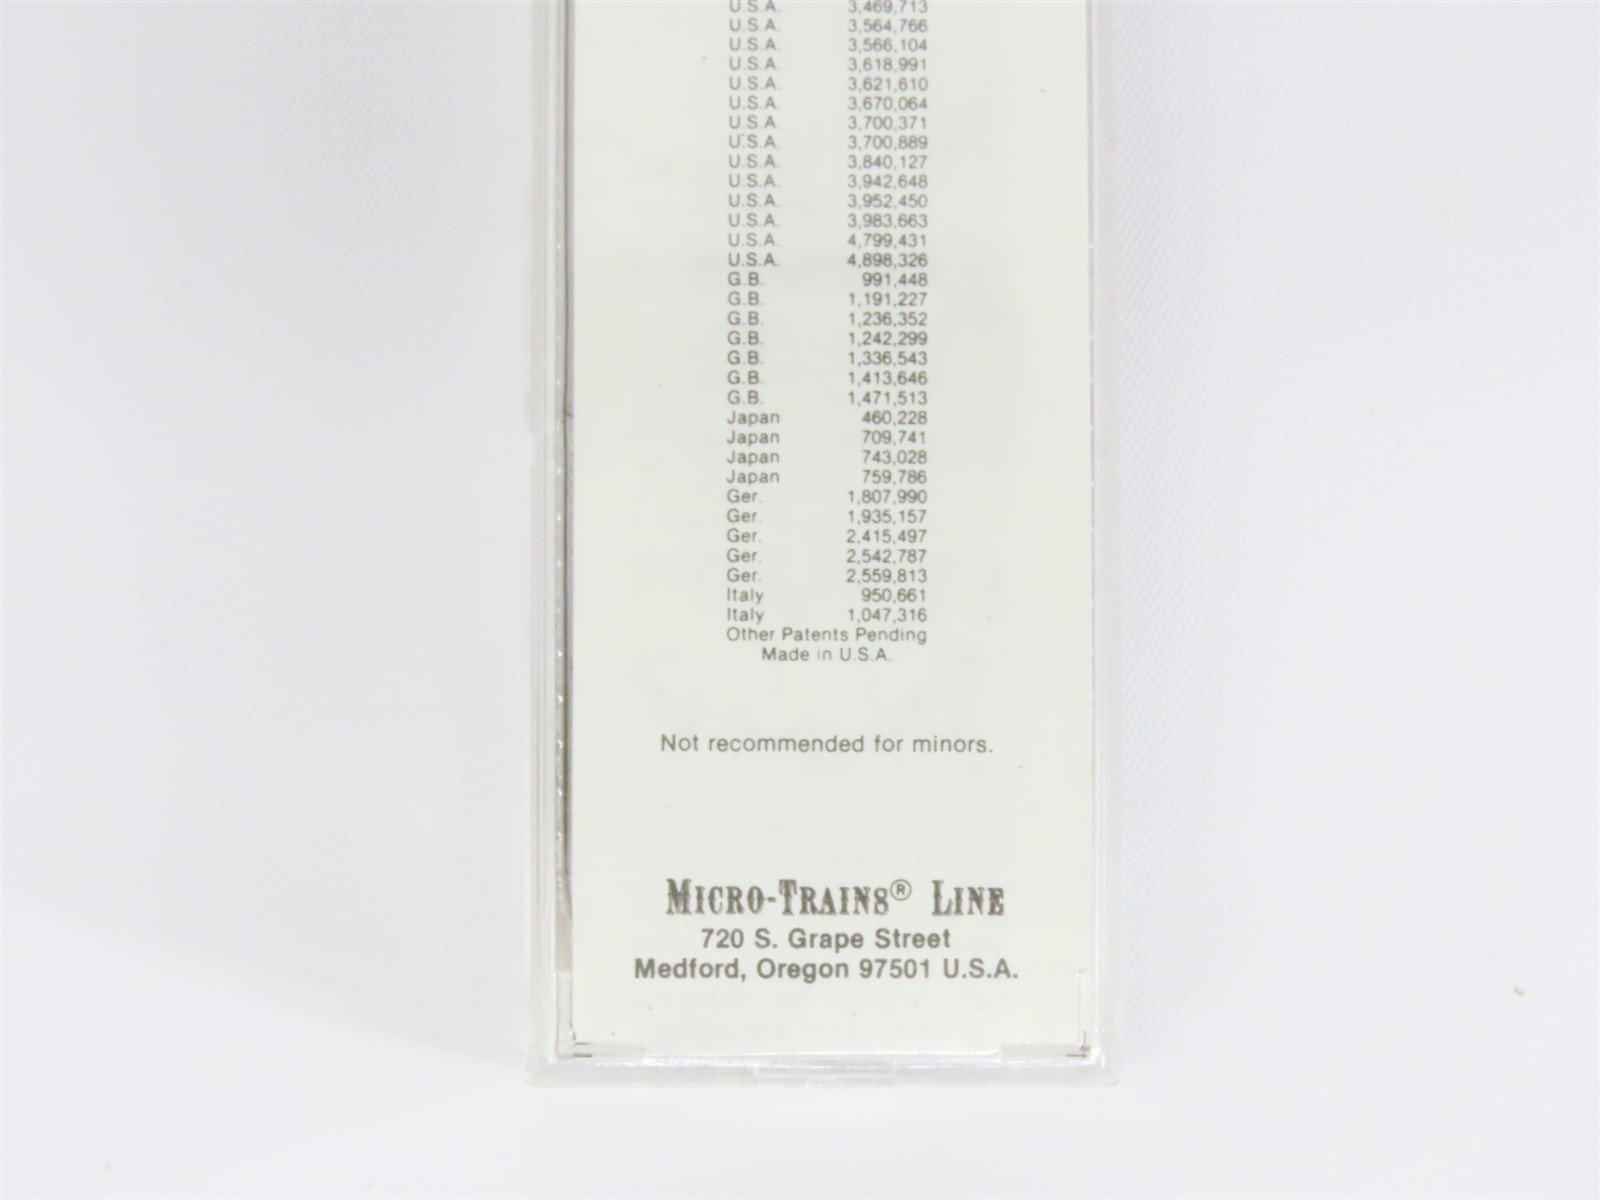 U.S.A. 3,469,713
U.S.A. 3,564,766
U.S.A. 3,566,104
U.S.A. 3,618,991
U.S.A. 3,621,610
U.S.A. 3,670,064
U.S.A. 3,700,371
U.S.A. 3,700,889
U.S.A. 3,840,127
U.S.A. 3,942,648
U.S.A. 3,952,450
U.S.A. 3,983,663
U.S.A. 4,799,431
U.S.A. 4,898,326
G.B. 991,448
G.B. 1,191,227
G.B. 1,236,352
G.B. 1,242,299
G.B. 1,336,543
G.B. 1,413,646
G.B. 1,471,513
Japan 460,228
Japan 709,741
Japan 743,028
Japan 759,786
Ger. 1,807,990
Ger. 1,935,157
Ger. 2,415,497
Ger. 2,542,787
Ger. 2,559,813
Italy 950,661
Italy 1,047,316
Other Patents Pending
Made in U.S.A.
Not recommended for minors.
MICRO-TRAINS® LINE
720 S. Grape Street
Medford, Oregon 97501 U.S.A.